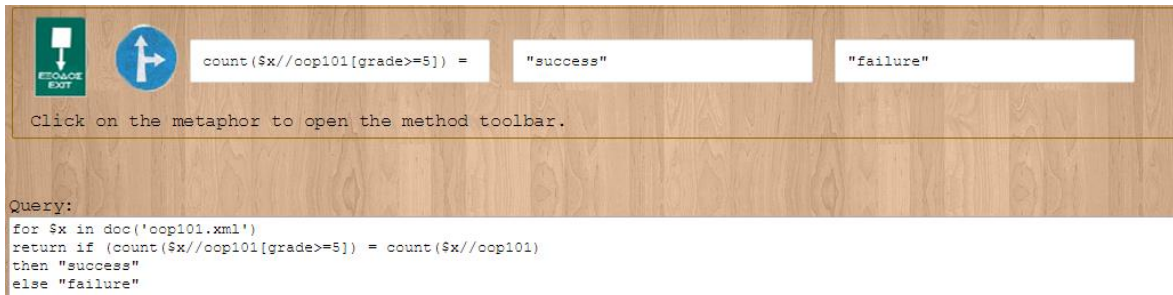 ΕΞΟΔΟΣ
EXIT
count($x//oop101[grade>=5]) =
"success"
"failure"
Click on the metaphor to open the method toolbar.
Query:
for $x in doc('oop101.xml')
return if (count($x//oop101[grade>=5]) = count($x//oop101)
then "success"
else "failure"